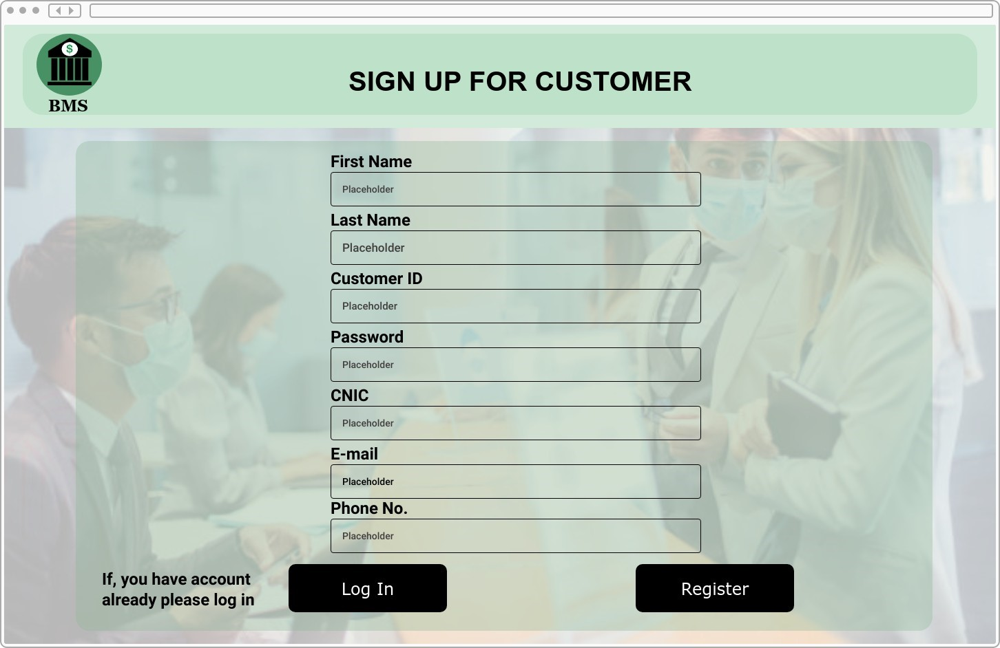 $
BMS
SIGN UP FOR CUSTOMER
First Name
Placeholder
Last Name
Placeholder
Customer ID
Placeholder
Password
Placeholder
CNIC
Placeholder
E-mail
Placeholder
Phone No.
Placeholder
If, you have account
already please log in
Log In
Register